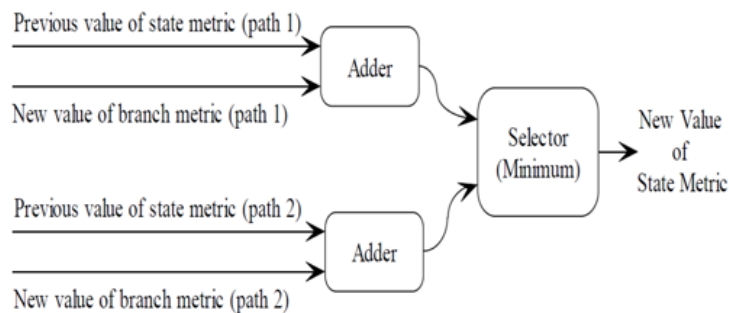 Previous value of state metric (path 1)
Adder
New value of branch metric (path 1)
Selector
(Minimum)
New Value
of
State Metric
Previous value of state metric (path 2)
Adder
New value of branch metric (path 2)